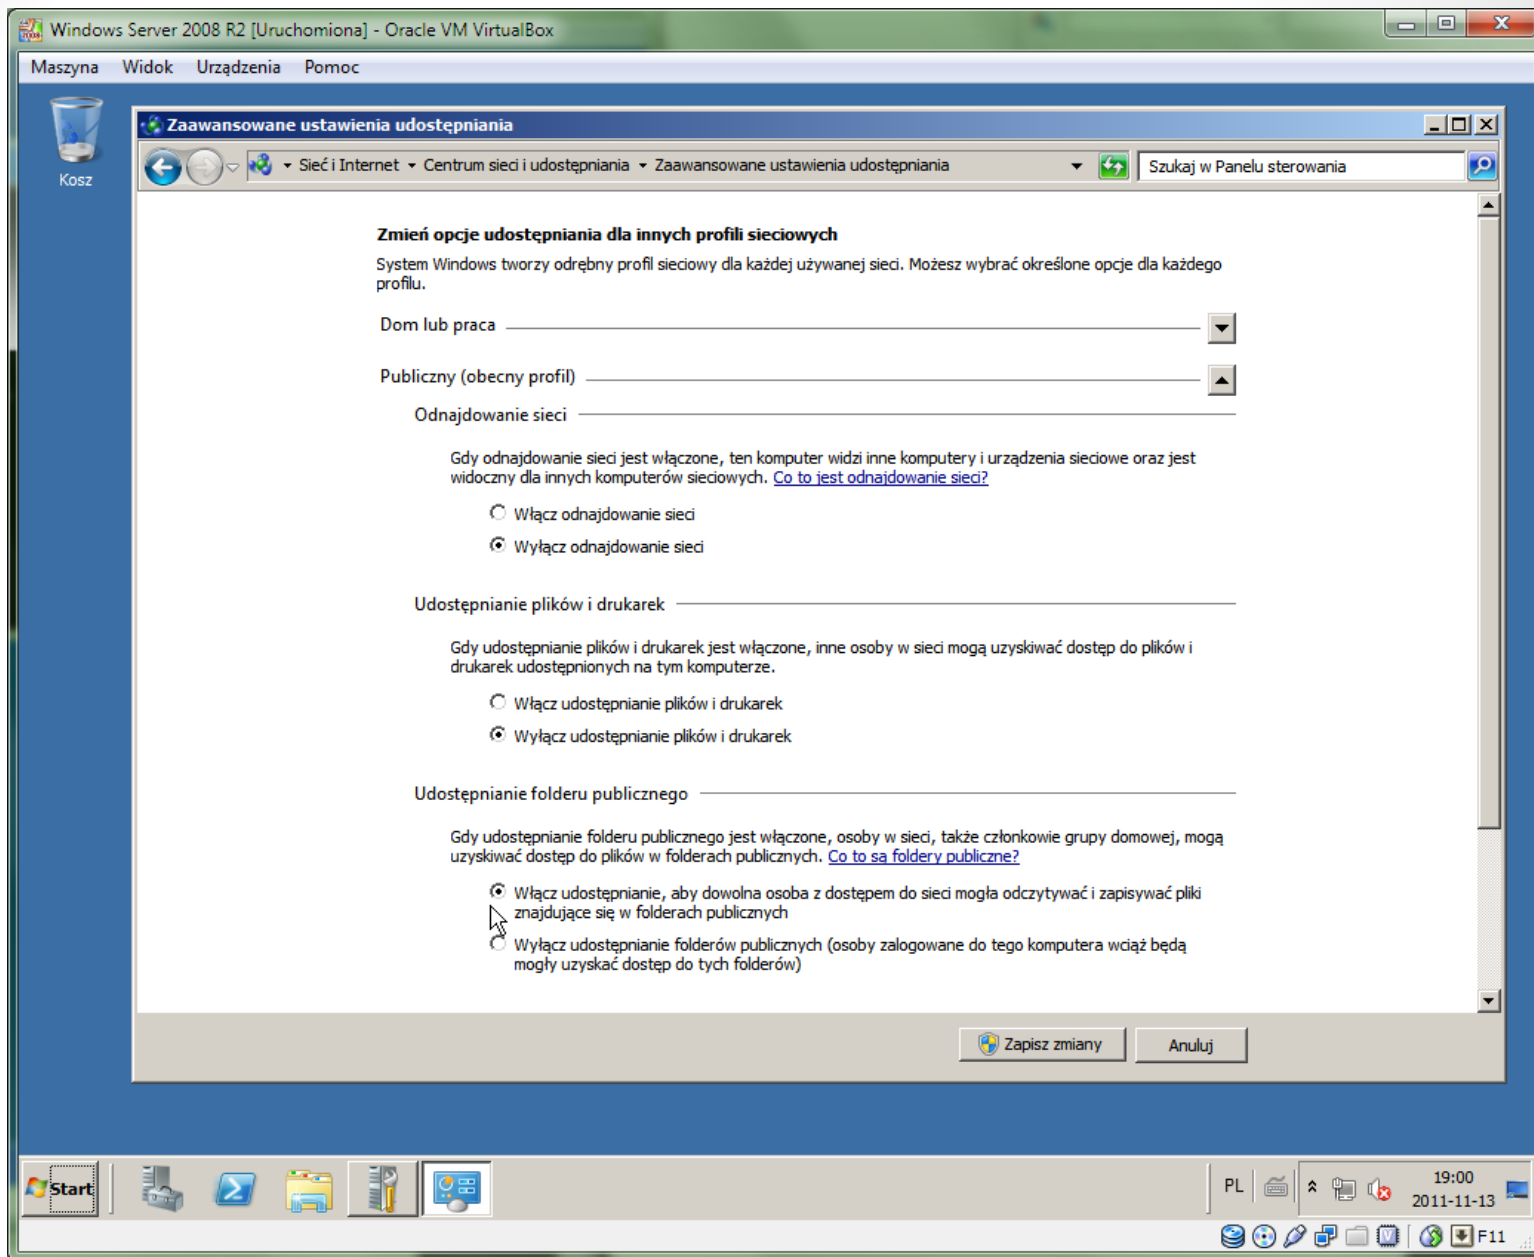 Windows Server 2008 R2 [Uruchomiona] - Oracle VM VirtualBox
Maszyna Widok Urządzenia Pomoc
Kosz
Zaawansowane ustawienia udostępniania
Sieć i Internet Centrum sieci i udostępniania Zaawansowane ustawienia udostępniania Szukaj w Panelu sterowania
Zmień opcje udostępniania dla innych profili sieciowych
System Windows tworzy odrębny profil sieciowy dla każdej używanej sieci. Możesz wybrać określone opcje dla każdego
profilu.
Dom lub praca
Publiczny (obecny profil)
Odnajdowanie sieci
Gdy odnajdowanie sieci jest włączone, ten komputer widzi inne komputery i urządzenia sieciowe oraz jest
widoczny dla innych komputerów sieciowych. Co to jest odnajdowanie sieci?
Włącz odnajdowanie sieci
Wyłącz odnajdowanie sieci
Udostępnianie plików i drukarek
Gdy udostępnianie plików i drukarek jest włączone, inne osoby w sieci mogą uzyskiwać dostęp do plików i
drukarek udostępnionych na tym komputerze.
Włącz udostępnianie plików i drukarek
Wyłącz udostępnianie plików i drukarek
Udostępnianie folderu publicznego
Gdy udostępnianie folderu publicznego jest włączone, osoby w sieci, także członkowie grupy domowej, mogą
uzyskiwać dostęp do plików w folderach publicznych. Co to są foldery publiczne?
Włącz udostępnianie, aby dowolna osoba z dostępem do sieci mogła odczytywać i zapisywać pliki
znajdujące się w folderach publicznych
Wyłącz udostępnianie folderów publicznych (osoby zalogowane do tego komputera wciąż będą
mogły uzyskać dostęp do tych folderów)
Zapisz zmiany Anuluj
Start PL 19:00
2011-11-13
F11